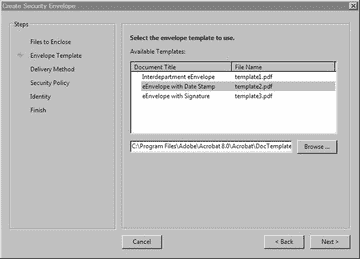 Create Security Envelope
Steps
Files to Enclose
Envelope Template
Delivery Method
Security Policy
Identity
Finish
Select the envelope template to use.
Available Templates:
Document Title File Name
Interdepartment eEnvelope template1.pdf
eEnvelope with Date Stamp template2.pdf
eEnvelope with Signature template3.pdf
C:\Program Files\Adobe\Acrobat 8.0\Acrobat\DocTemplate
Browse ...
Cancel
< Back
Next >